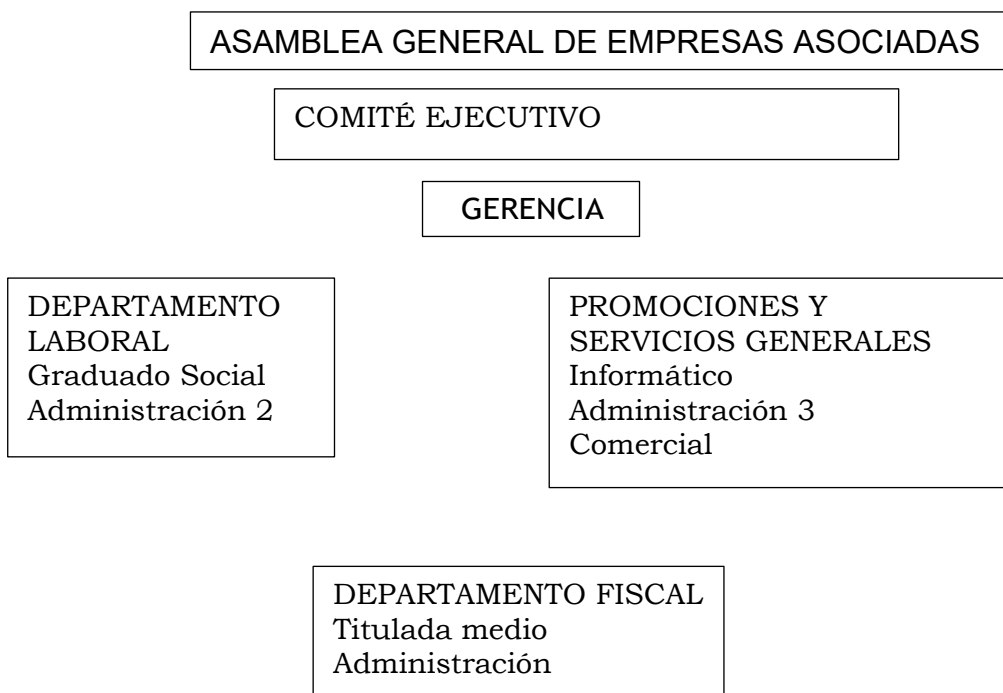 ASAMBLEA GENERAL DE EMPRESAS ASOCIADAS
COMITÉ EJECUTIVO
GERENCIA
DEPARTAMENTO
LABORAL
Graduado Social
Administración 2
PROMOCIONES Y
SERVICIOS GENERALES
Informático
Administración 3
Comercial
DEPARTAMENTO FISCAL
Titulada medio
Administración